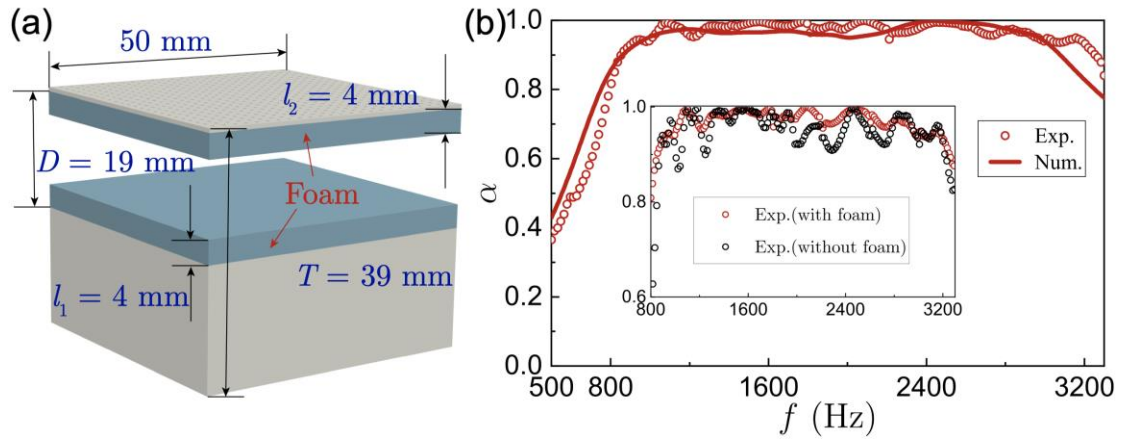 (a)
50 mm
l₂ = 4 mm
D = 19 mm
Foam
T = 39 mm
l₁ = 4 mm
(b)
1.0
0.8
0.6
0.4
0.2
0.0
α
500
800
1600
2400
3200
f (Hz)
Exp.
Num.
1.0
0.8
0.6
800
1600
2400
3200
Exp.(with foam)
Exp.(without foam)